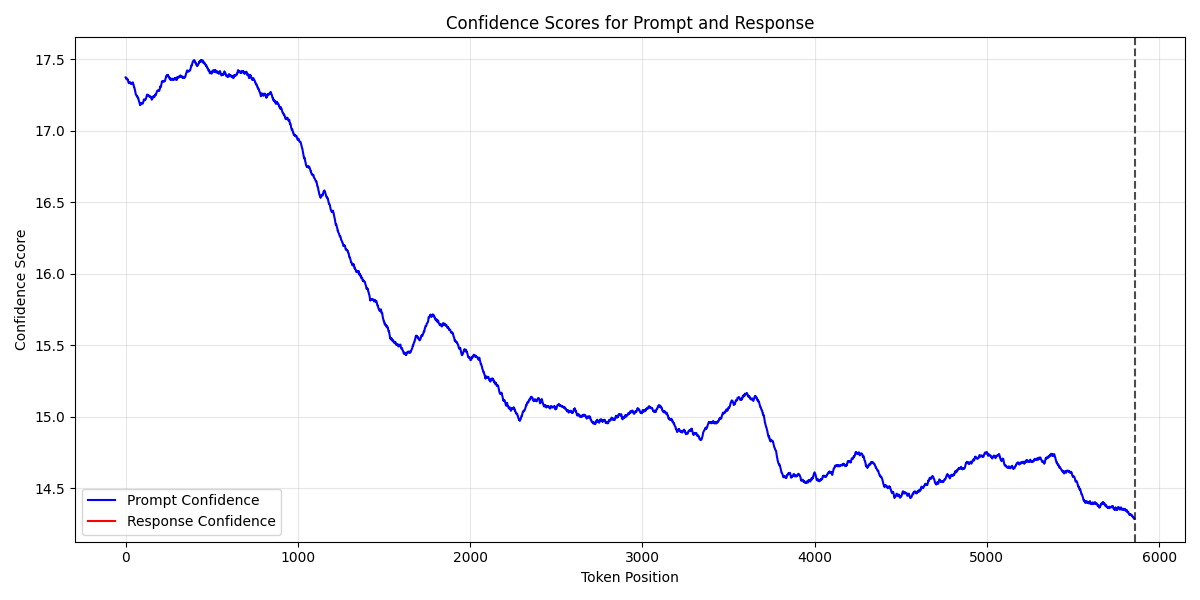 Confidence Scores for Prompt and Response
Confidence Score
17.5
17.0
16.5
16.0
15.5
15.0
14.5
Prompt Confidence
Response Confidence
0 1000 2000 3000 4000 5000 6000
Token Position